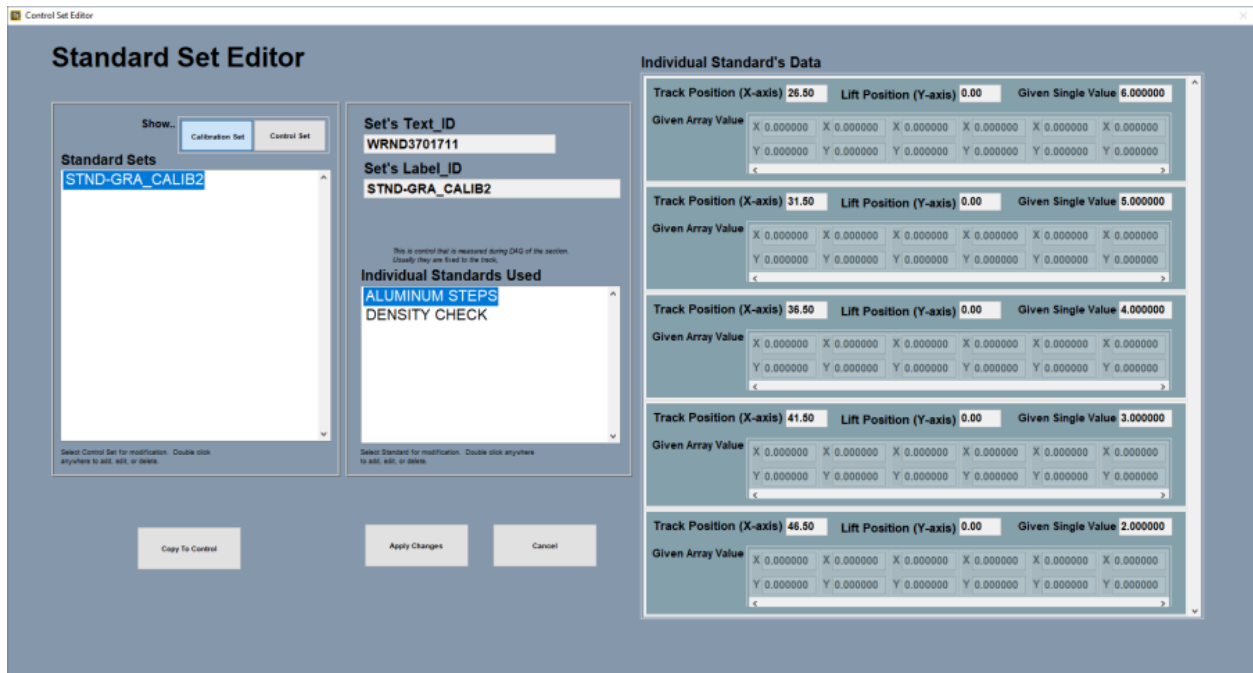 Control Set Editor
Standard Set Editor
Show..
Calibration Set
Control Set
Standard Sets
STND-GRA_CALIB2
Select Control Set for modification. Double click
anywhere to add, edit, or delete.
Set's Text_ID
WRND3701711
Set's Label_ID
STND-GRA_CALIB2
This is control that is measured during DAQ of the section.
Usually they are fixed to the track.
Individual Standards Used
ALUMINUM STEPS
DENSITY CHECK
Select Standard for modification. Double click anywhere
to add, edit, or delete.
Copy To Control
Apply Changes
Cancel
Individual Standard's Data
Track Position (X-axis) 26.50 Lift Position (Y-axis) 0.00 Given Single Value 6.000000
Given Array Value
X 0.000000 X 0.000000 X 0.000000 X 0.000000 X 0.000000 X 0.000000
Y 0.000000 Y 0.000000 Y 0.000000 Y 0.000000 Y 0.000000 Y 0.000000
Track Position (X-axis) 31.50 Lift Position (Y-axis) 0.00 Given Single Value 5.000000
Given Array Value
X 0.000000 X 0.000000 X 0.000000 X 0.000000 X 0.000000 X 0.000000
Y 0.000000 Y 0.000000 Y 0.000000 Y 0.000000 Y 0.000000 Y 0.000000
Track Position (X-axis) 36.50 Lift Position (Y-axis) 0.00 Given Single Value 4.000000
Given Array Value
X 0.000000 X 0.000000 X 0.000000 X 0.000000 X 0.000000 X 0.000000
Y 0.000000 Y 0.000000 Y 0.000000 Y 0.000000 Y 0.000000 Y 0.000000
Track Position (X-axis) 41.50 Lift Position (Y-axis) 0.00 Given Single Value 3.000000
Given Array Value
X 0.000000 X 0.000000 X 0.000000 X 0.000000 X 0.000000 X 0.000000
Y 0.000000 Y 0.000000 Y 0.000000 Y 0.000000 Y 0.000000 Y 0.000000
Track Position (X-axis) 46.50 Lift Position (Y-axis) 0.00 Given Single Value 2.000000
Given Array Value
X 0.000000 X 0.000000 X 0.000000 X 0.000000 X 0.000000 X 0.000000
Y 0.000000 Y 0.000000 Y 0.000000 Y 0.000000 Y 0.000000 Y 0.000000